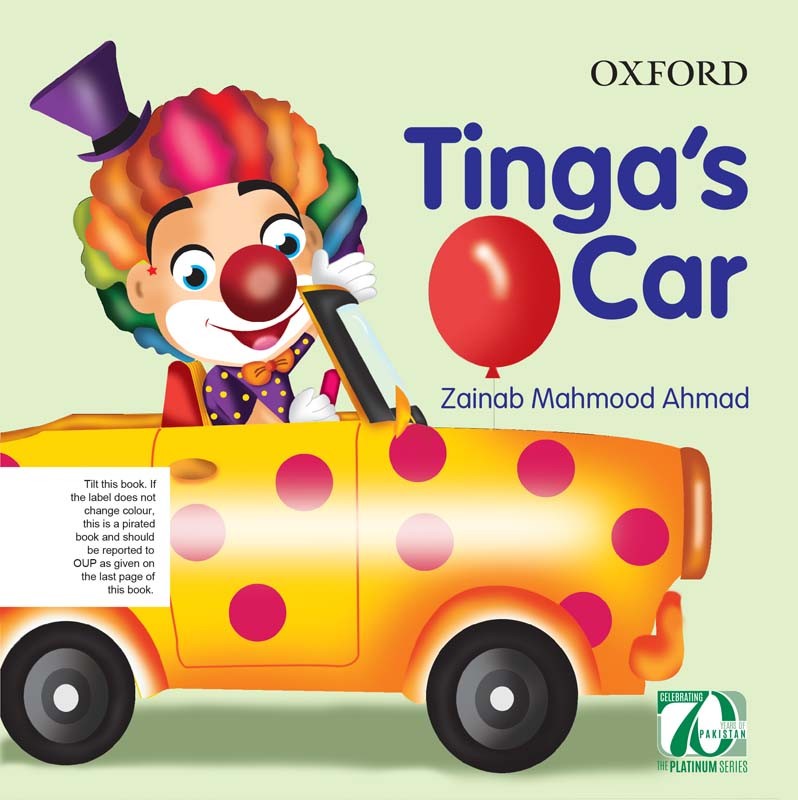 OXFORD
Tinga's
Car
Zainab Mahmood Ahmad
Tilt this book. If
the label does not
change colour,
this is a pirated
book and should
be reported to
OUP as given on
the last page of
this book.
CELEBRATING
70
YEARS OF
PAKISTAN
THE PLATINUM SERIES